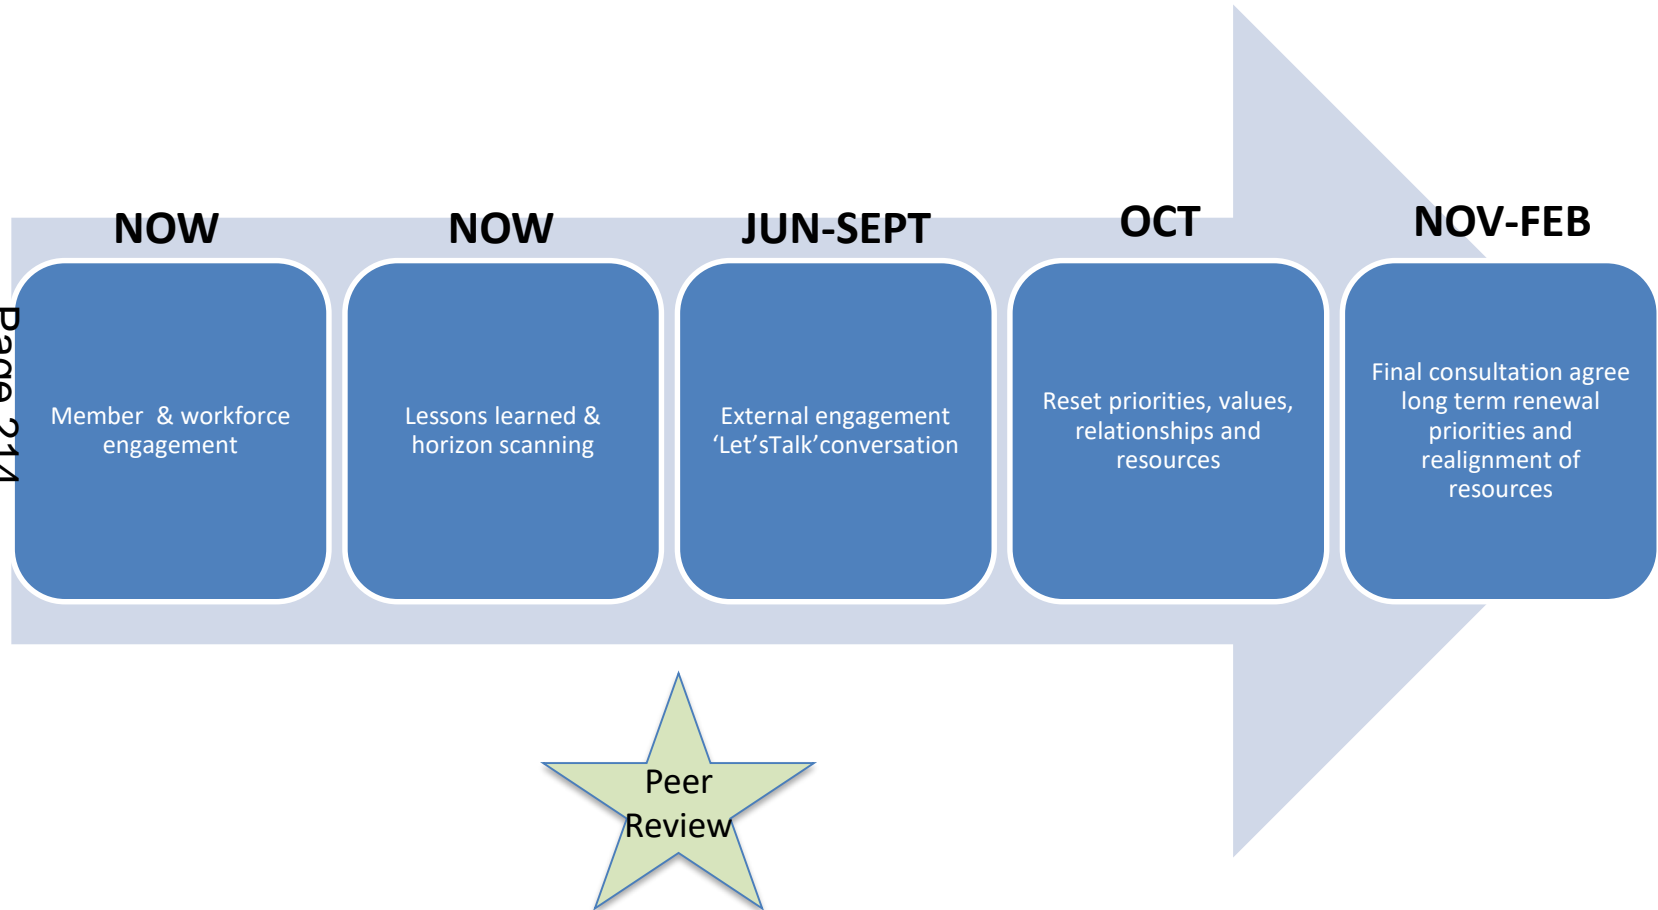 NOW
Member & workforce
engagement
NOW
Lessons learned &
horizon scanning
JUN-SEPT
External engagement
‘Let’sTalk’conversation
OCT
Reset priorities, values,
relationships and
resources
NOV-FEB
Final consultation agree
long term renewal
priorities and
realignment of
resources
Page 214
Peer
Review